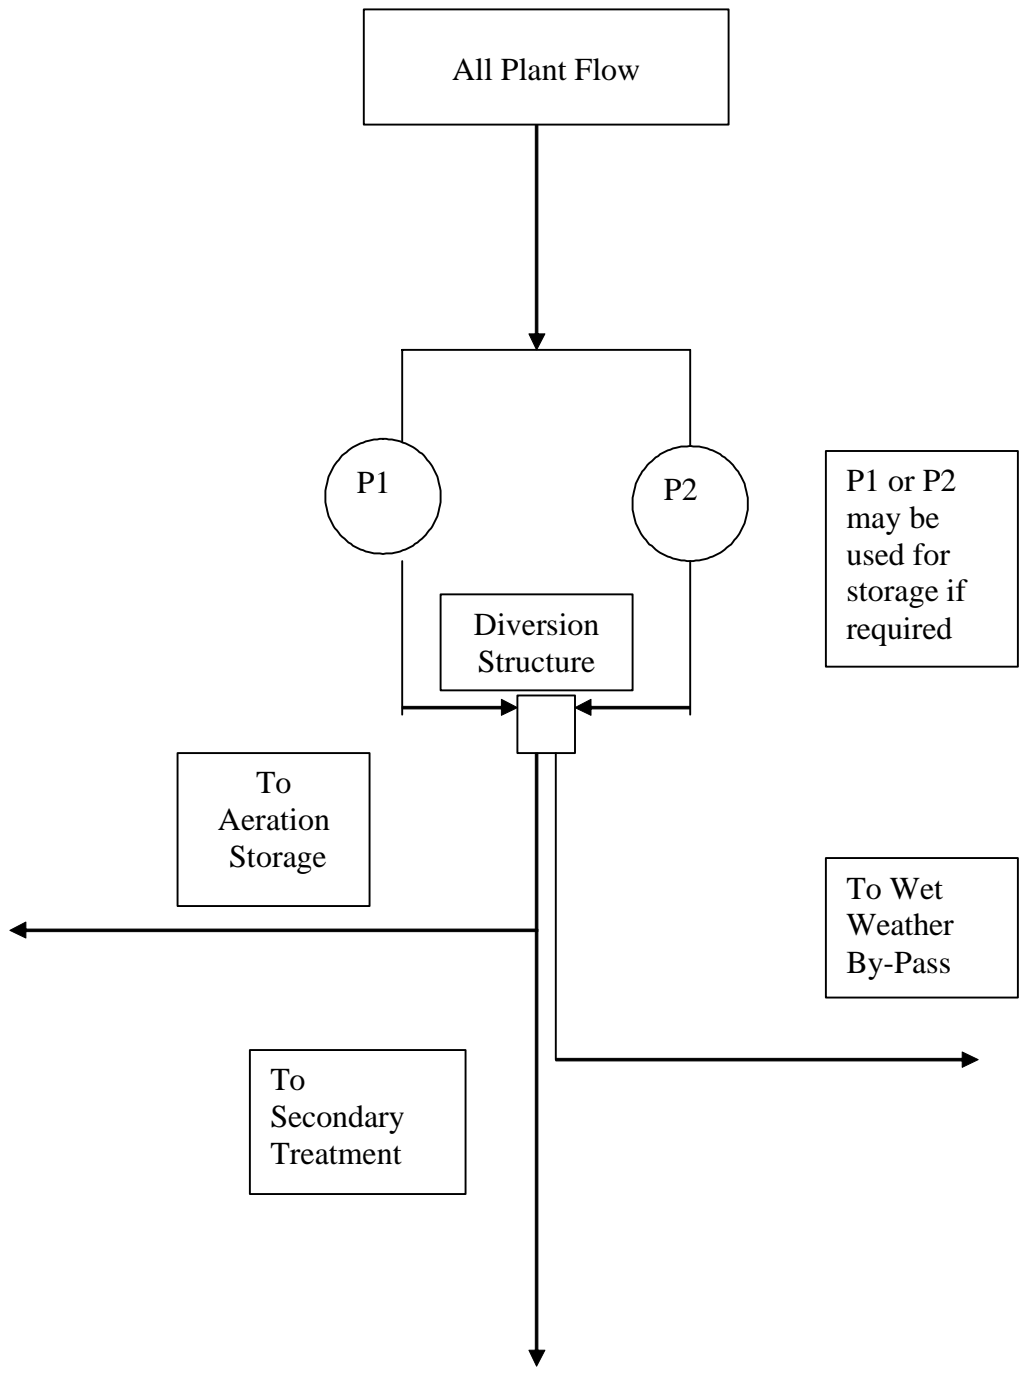 All Plant Flow
P1
P2
P1 or P2
may be
used for
storage if
required
Diversion
Structure
To
Aeration
Storage
To Wet
Weather
By-Pass
To
Secondary
Treatment